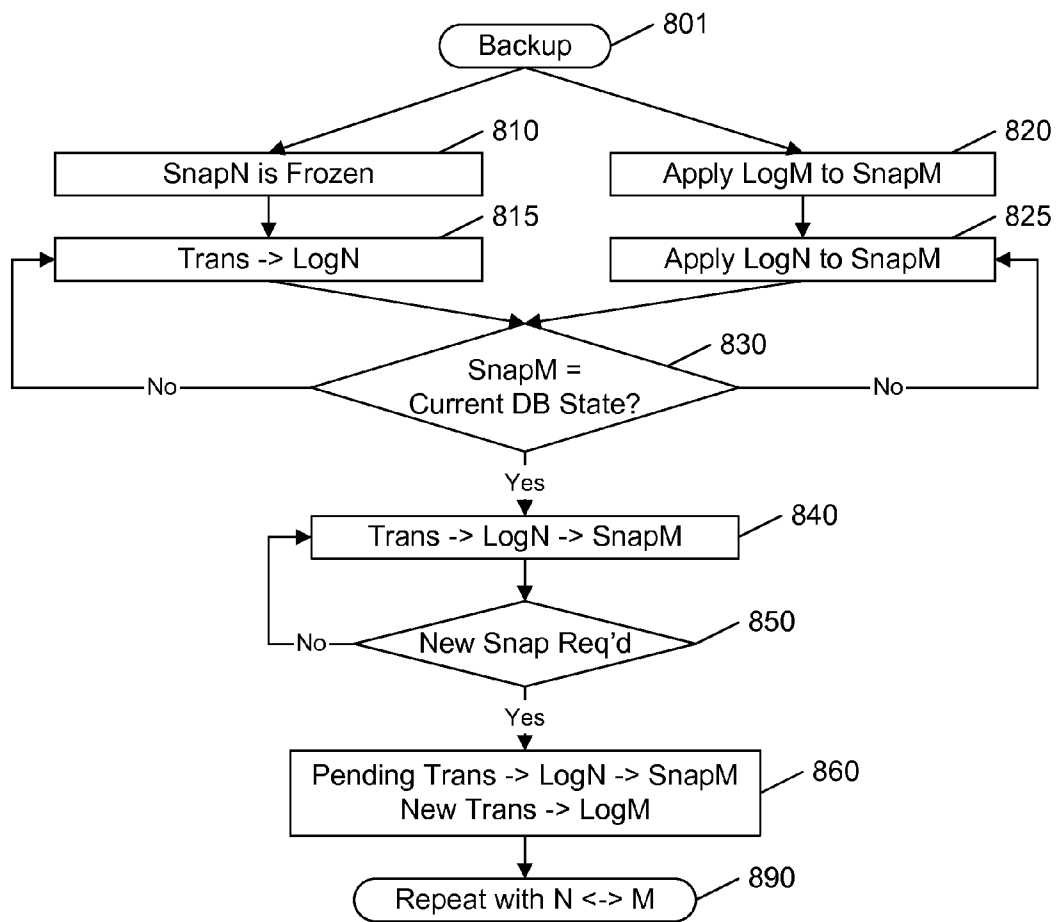 Backup
801
810
820
SnapN is Frozen
Apply LogM to SnapM
815
825
Trans -> LogN
Apply LogN to SnapM
830
SnapM =
Current DB State?
No
No
Yes
840
Trans -> LogN -> SnapM
850
New Snap Req'd
No
Yes
860
Pending Trans -> LogN -> SnapM
New Trans -> LogM
890
Repeat with N <-> M